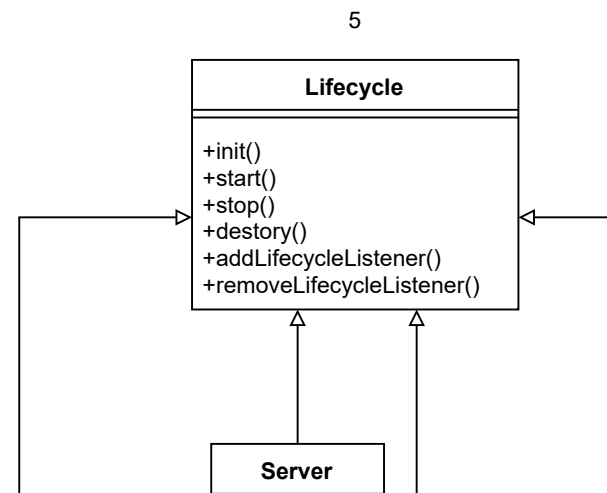 5
Lifecycle
+init()
+start()
+stop()
+destory()
+addLifecycleListener()
+removeLifecycleListener()
Server